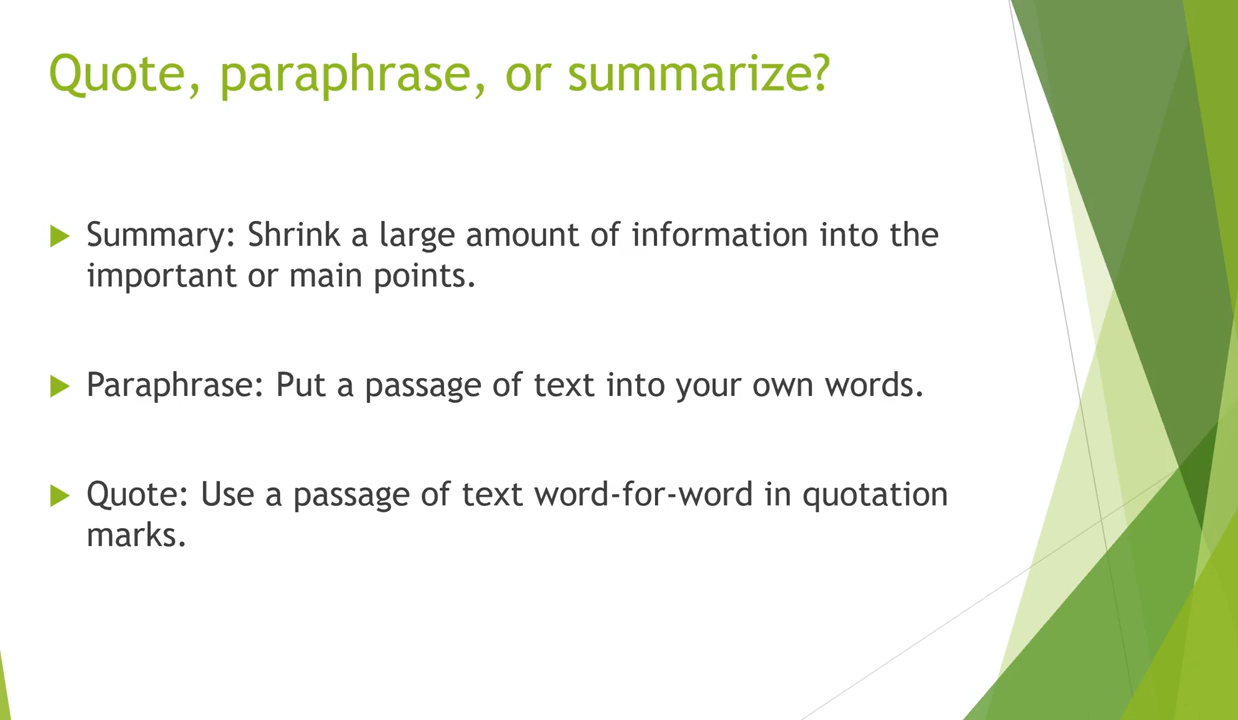 Quote, paraphrase, or summarize?
Summary: Shrink a large amount of information into the
important or main points.
Paraphrase: Put a passage of text into your own words.
Quote: Use a passage of text word-for-word in quotation
marks.